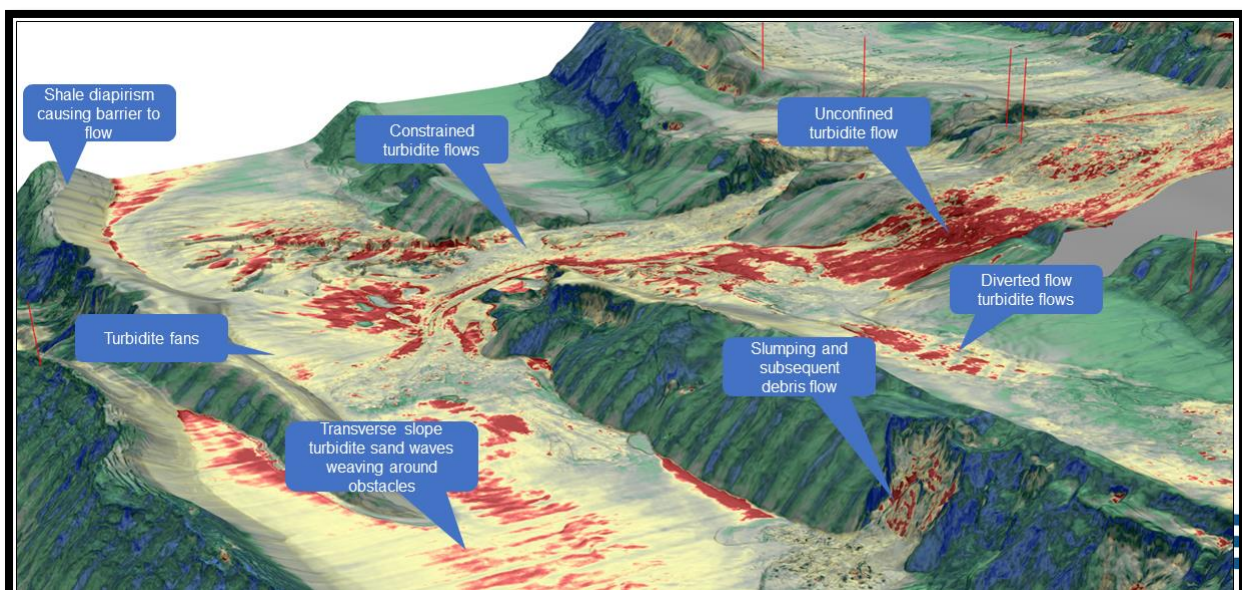 Shale diapirism
causing barrier to
flow
Constrained
turbidite flows
Unconfined
turbidite flow
Diverted flow
turbidite flows
Turbidite fans
Slumping and
subsequent
debris flow
Transverse slope
turbidite sand waves
weaving around
obstacles